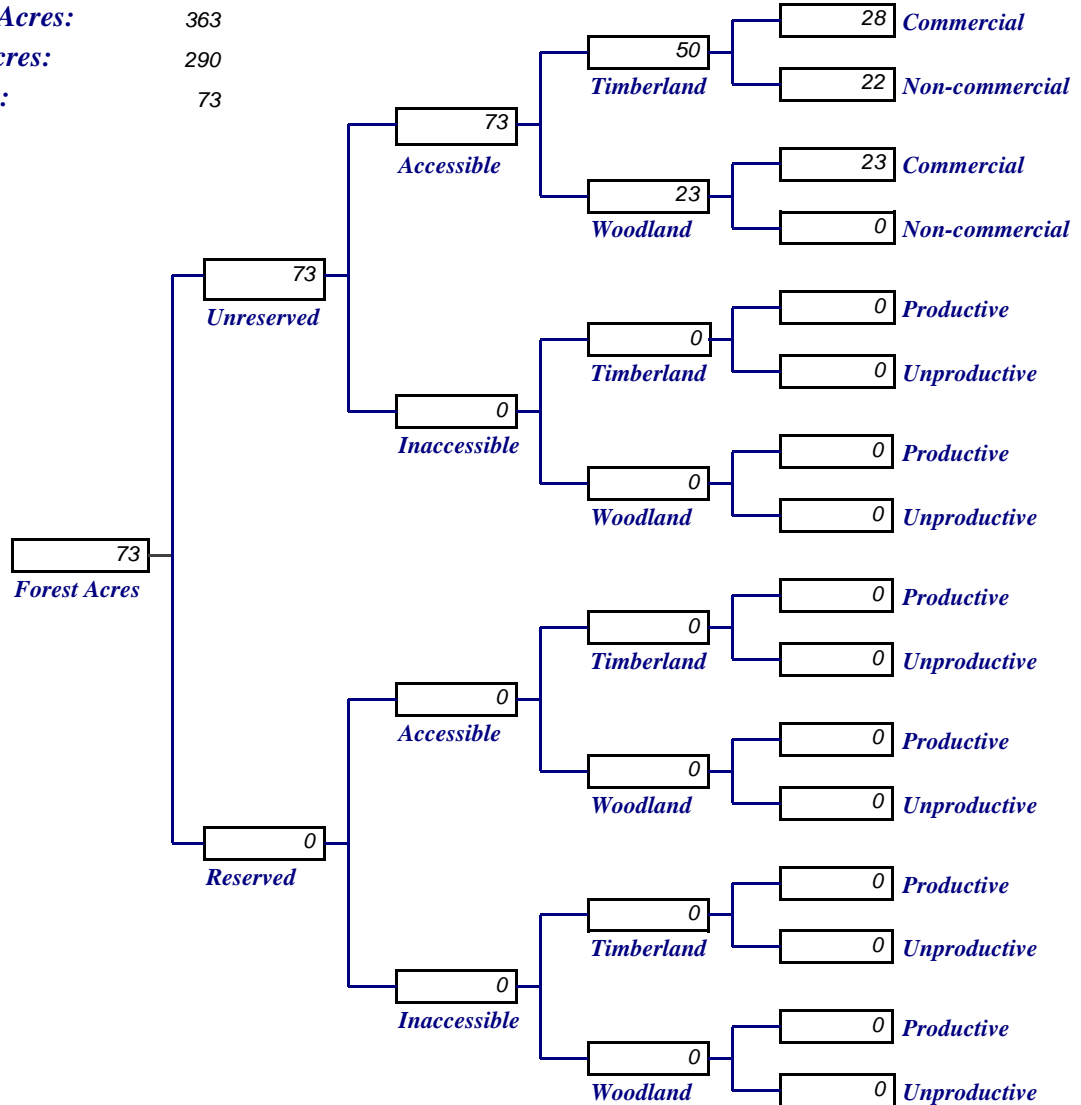 Acres: 363
cres: 290
: 73
28 Commercial
50
Timberland
22 Non-commercial
73
Accessible
23 Commercial
23
Woodland
0 Non-commercial
73
Unreserved
0 Productive
0
Timberland
0 Unproductive
0
Inaccessible
0 Productive
0
Woodland
0 Unproductive
73
Forest Acres
0 Productive
0
Timberland
0 Unproductive
0
Accessible
0 Productive
0
Woodland
0 Unproductive
0
Reserved
0 Productive
0
Timberland
0 Unproductive
0
Inaccessible
0 Productive
0
Woodland
0 Unproductive